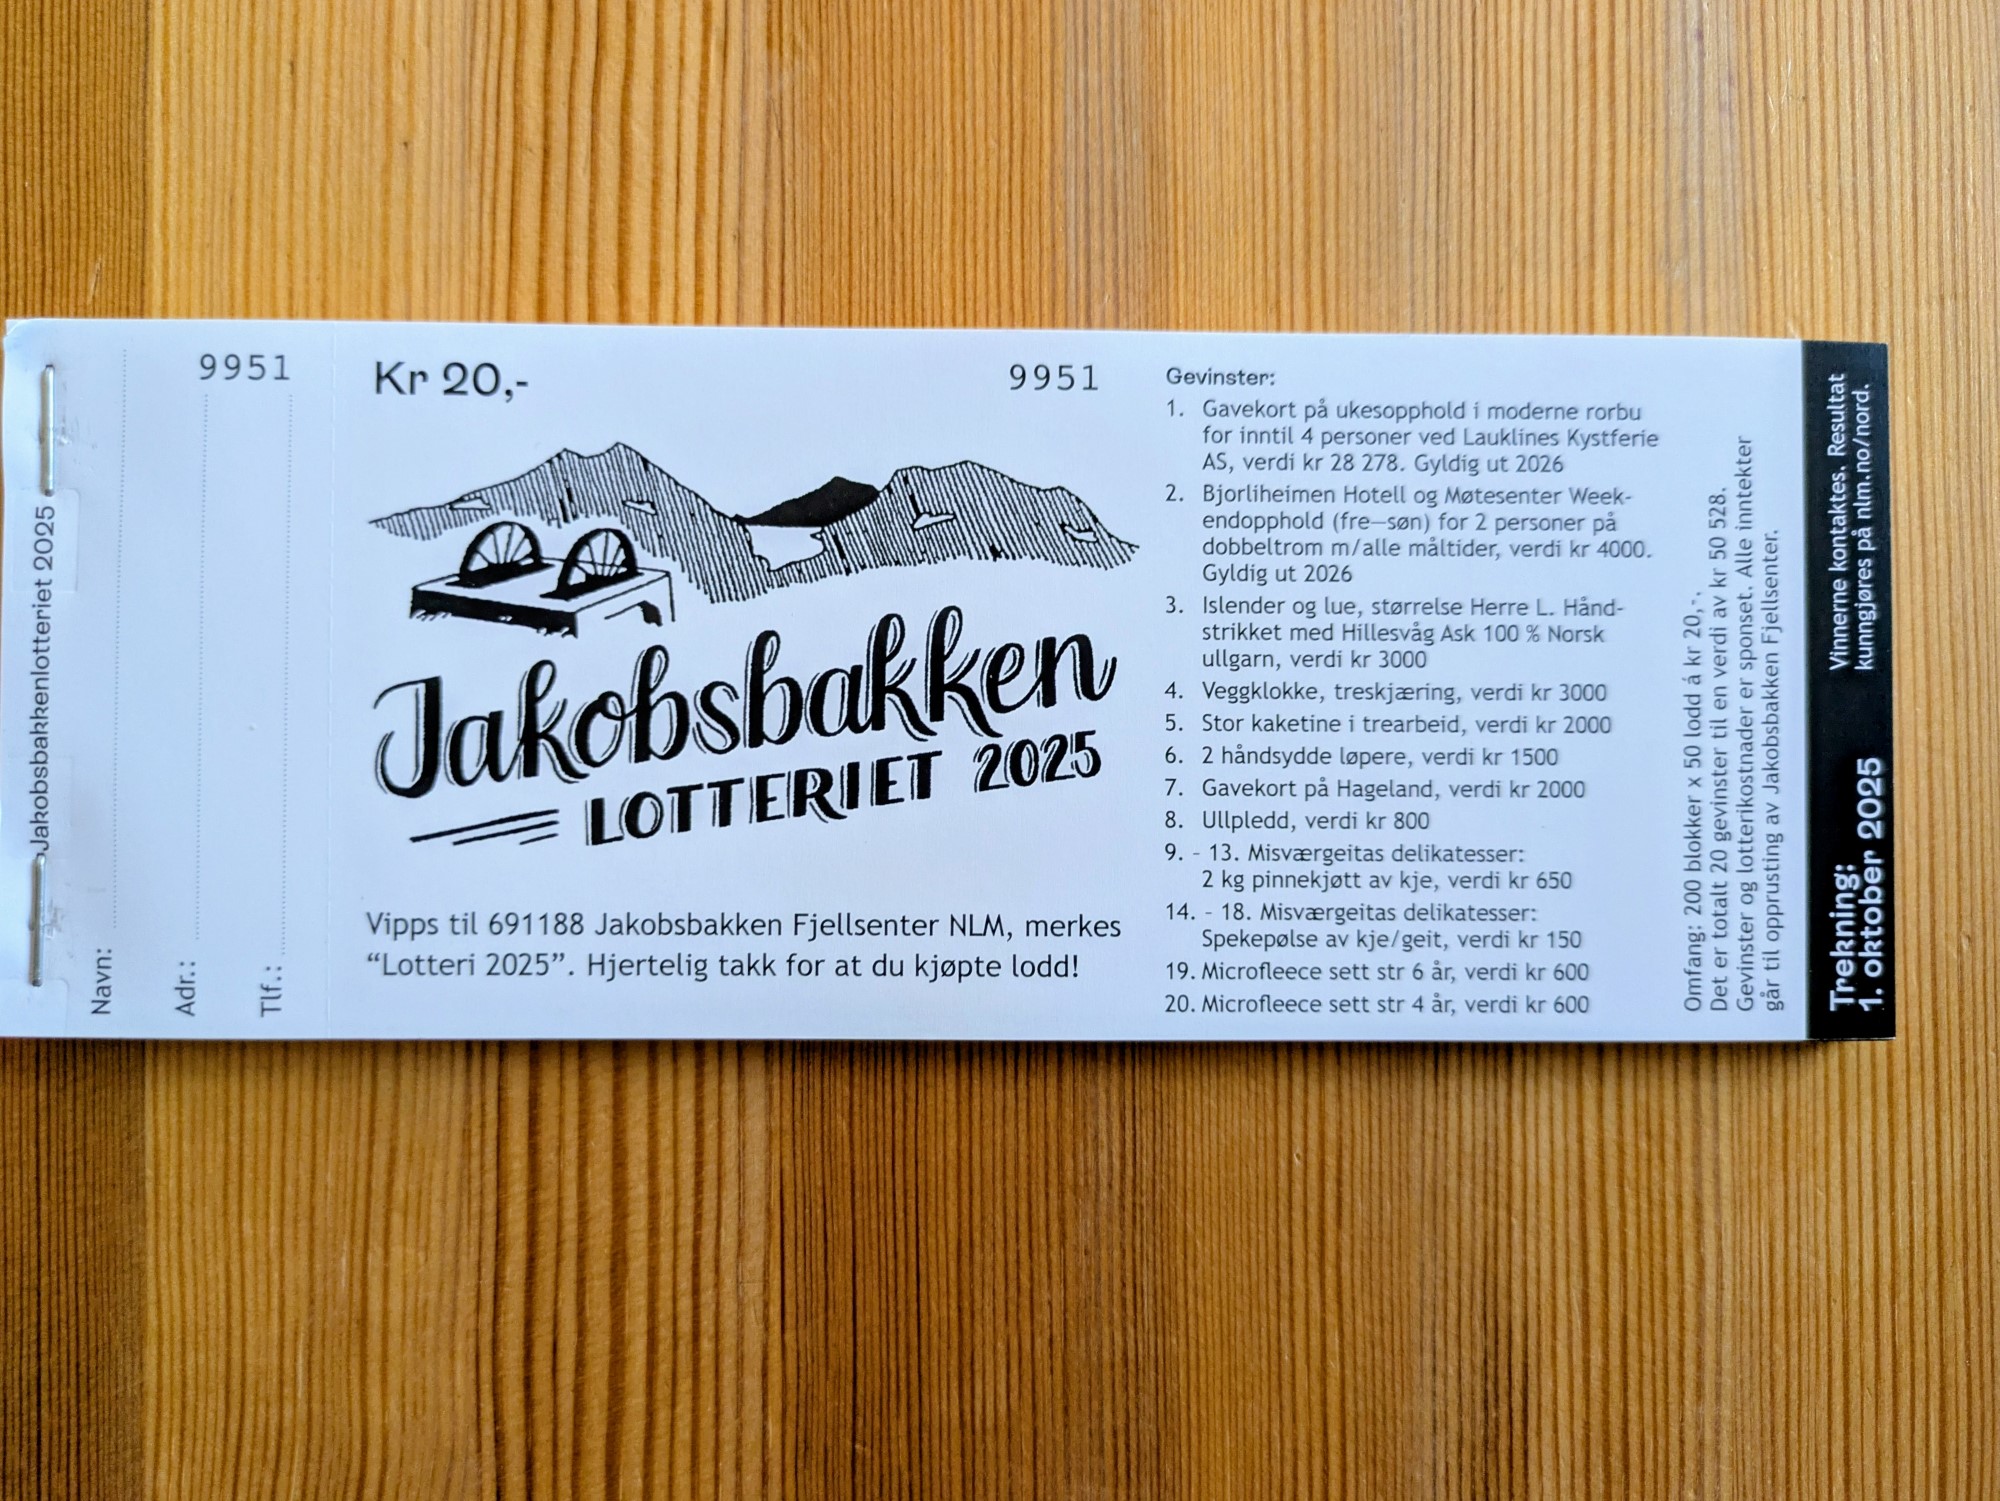 Jakobsbakkenlotteriet 2025
Navn:
Adr.:
Tlf.:
9951
Kr 20,-
9951
Jakobsbakken
LOTTERIET 2025
Vipps til 691188 Jakobsbakken Fjellsenter NLM, merkes
“Lotteri 2025”. Hjertelig takk for at du kjøpte lodd!
Gevinster:
1. Gavekort på ukesopphold i moderne rorbu
for inntil 4 personer ved Lauklines Kystferie
AS, verdi kr 28 278. Gyldig ut 2026
2. Bjorliheimen Hotell og Møtesenter Week-
endopphold (fre—søn) for 2 personer på
dobbeltrom m/alle måltider, verdi kr 4000.
Gyldig ut 2026
3. Islender og lue, størrelse Herre L. Hånd-
strikket med Hillesvåg Ask 100 % Norsk
ullgarn, verdi kr 3000
4. Veggklokke, treskjæring, verdi kr 3000
5. Stor kaketine i trearbeid, verdi kr 2000
6. 2 håndsydde løpere, verdi kr 1500
7. Gavekort på Hageland, verdi kr 2000
8. Ullpledd, verdi kr 800
9. - 13. Misværgeitas delikatesser:
2 kg pinnekjøtt av kje, verdi kr 650
14. - 18. Misværgeitas delikatesser:
Spekepølse av kje/geit, verdi kr 150
19. Microfleece sett str 6 år, verdi kr 600
20. Microfleece sett str 4 år, verdi kr 600
Omfang: 200 blokker x 50 lodd á kr 20,-.
Det er totalt 20 gevinster til en verdi av kr 50 528.
Gevinster og lotterikostnader er sponset. Alle inntekter
går til opprusting av Jakobsbakken Fjellsenter.
Trekning:
1. oktober 2025
Vinnerne kontaktes. Resultat
kunngjøres på nlm.no/nord.